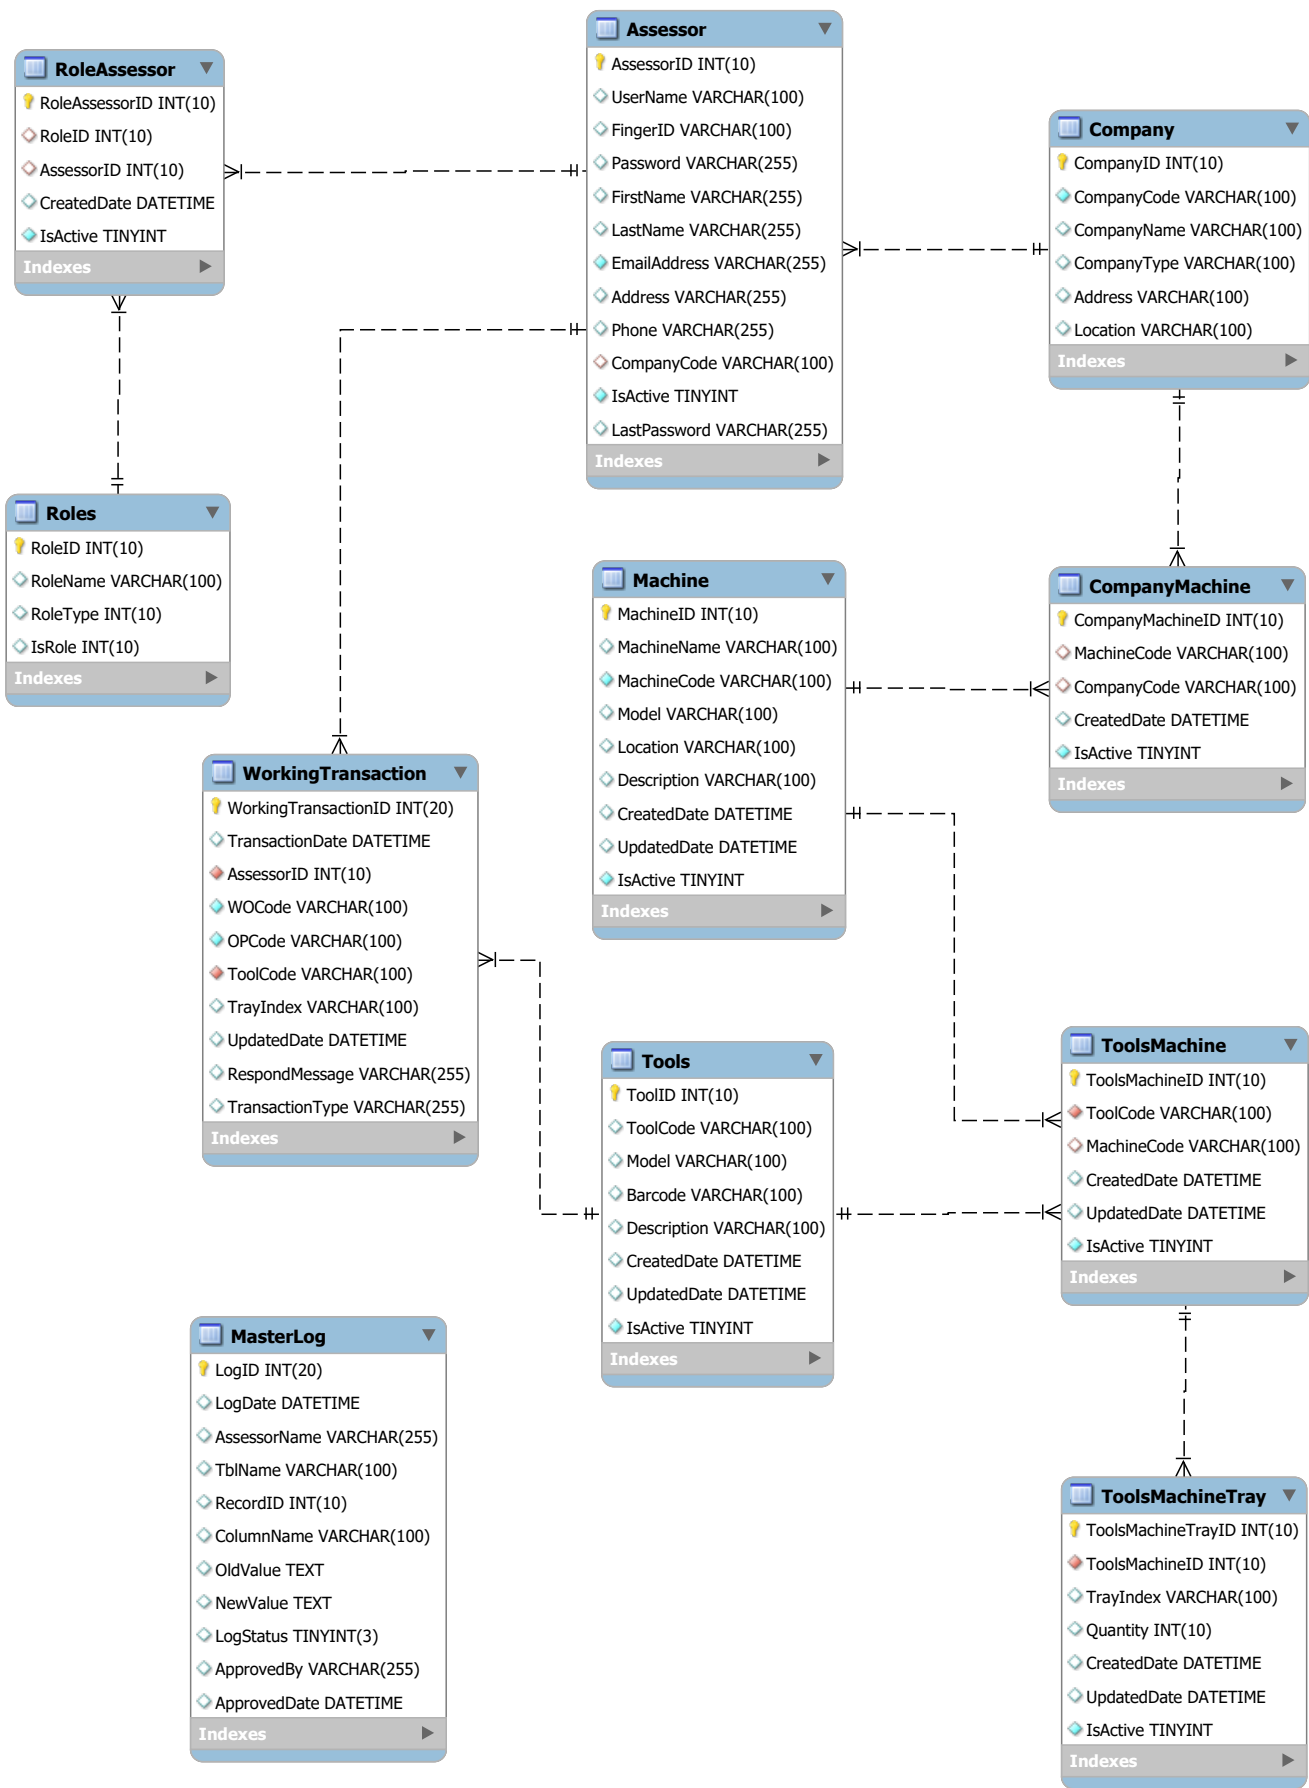 RoleAssessor
RoleAssessorID INT(10)
RoleID INT(10)
AssessorID INT(10)
CreatedDate DATETIME
IsActive TINYINT
Indexes
Assessor
AssessorID INT(10)
UserName VARCHAR(100)
FingerID VARCHAR(100)
Password VARCHAR(255)
FirstName VARCHAR(255)
LastName VARCHAR(255)
EmailAddress VARCHAR(255)
Address VARCHAR(255)
Phone VARCHAR(255)
CompanyCode VARCHAR(100)
IsActive TINYINT
LastPassword VARCHAR(255)
Indexes
Company
CompanyID INT(10)
CompanyCode VARCHAR(100)
CompanyName VARCHAR(100)
CompanyType VARCHAR(100)
Address VARCHAR(100)
Location VARCHAR(100)
Indexes
Roles
RoleID INT(10)
RoleName VARCHAR(100)
RoleType INT(10)
IsRole INT(10)
Indexes
Machine
MachineID INT(10)
MachineName VARCHAR(100)
MachineCode VARCHAR(100)
Model VARCHAR(100)
Location VARCHAR(100)
Description VARCHAR(100)
CreatedDate DATETIME
UpdatedDate DATETIME
IsActive TINYINT
Indexes
CompanyMachine
CompanyMachineID INT(10)
MachineCode VARCHAR(100)
CompanyCode VARCHAR(100)
CreatedDate DATETIME
IsActive TINYINT
Indexes
WorkingTransaction
WorkingTransactionID INT(20)
TransactionDate DATETIME
AssessorID INT(10)
WOCode VARCHAR(100)
OPCode VARCHAR(100)
ToolCode VARCHAR(100)
TrayIndex VARCHAR(100)
UpdatedDate DATETIME
RespondMessage VARCHAR(255)
TransactionType VARCHAR(255)
Indexes
Tools
ToolID INT(10)
ToolCode VARCHAR(100)
Model VARCHAR(100)
Barcode VARCHAR(100)
Description VARCHAR(100)
CreatedDate DATETIME
UpdatedDate DATETIME
IsActive TINYINT
Indexes
ToolsMachine
ToolsMachineID INT(10)
ToolCode VARCHAR(100)
MachineCode VARCHAR(100)
CreatedDate DATETIME
UpdatedDate DATETIME
IsActive TINYINT
Indexes
MasterLog
LogID INT(20)
LogDate DATETIME
AssessorName VARCHAR(255)
TblName VARCHAR(100)
RecordID INT(10)
ColumnName VARCHAR(100)
OldValue TEXT
NewValue TEXT
LogStatus TINYINT(3)
ApprovedBy VARCHAR(255)
ApprovedDate DATETIME
Indexes
ToolsMachineTray
ToolsMachineTrayID INT(10)
ToolsMachineID INT(10)
TrayIndex VARCHAR(100)
Quantity INT(10)
CreatedDate DATETIME
UpdatedDate DATETIME
IsActive TINYINT
Indexes